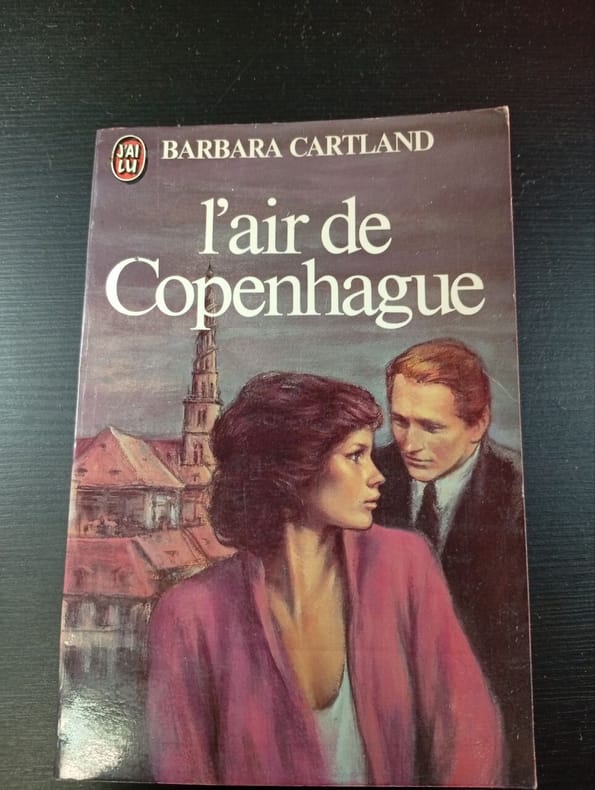 J'AI
LU
BARBARA CARTLAND
l'air de
Copenhague